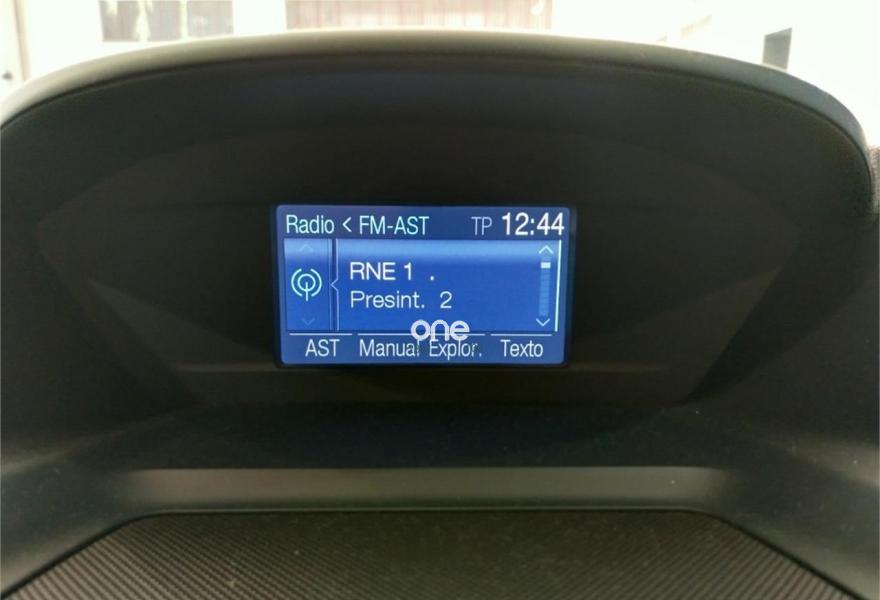 Radio < FM-AST TP 12:44
RNE 1 .
Presint. 2
one
AST Manual Explor. Texto